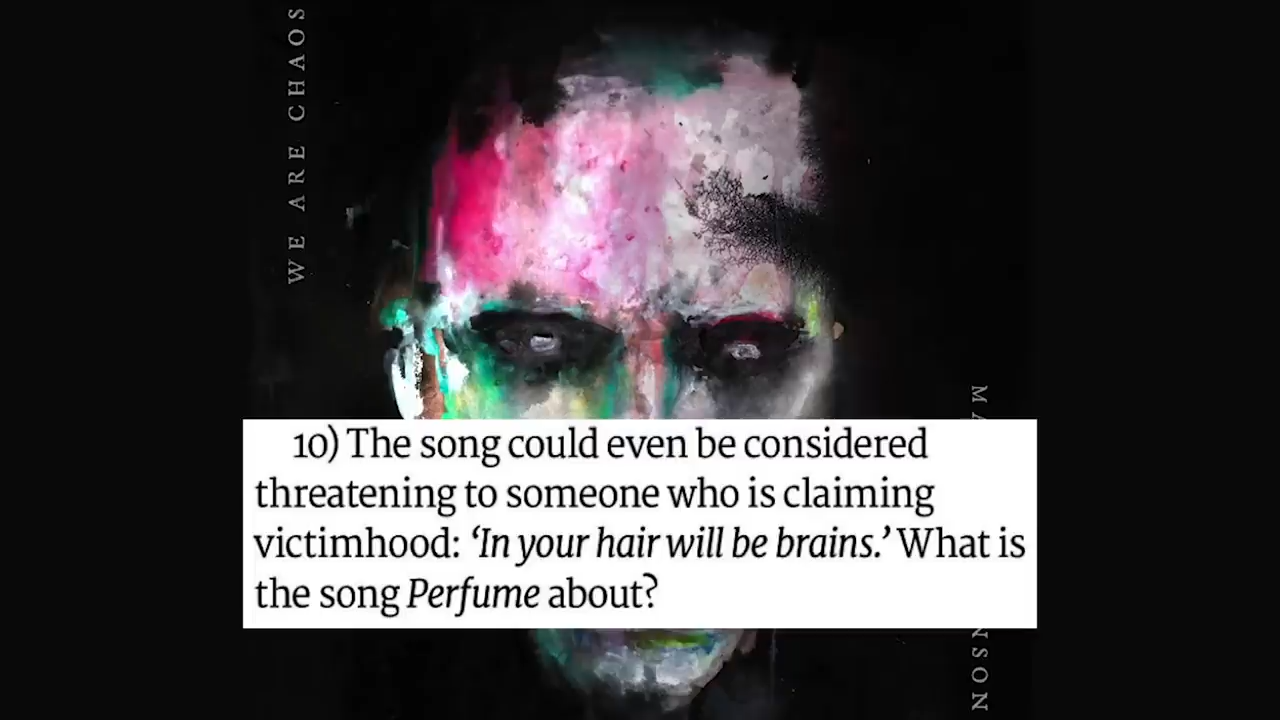 WE ARE CHAOS
10) The song could even be considered
threatening to someone who is claiming
victimhood: ‘In your hair will be brains.’ What is
the song Perfume about?
MA
NSON